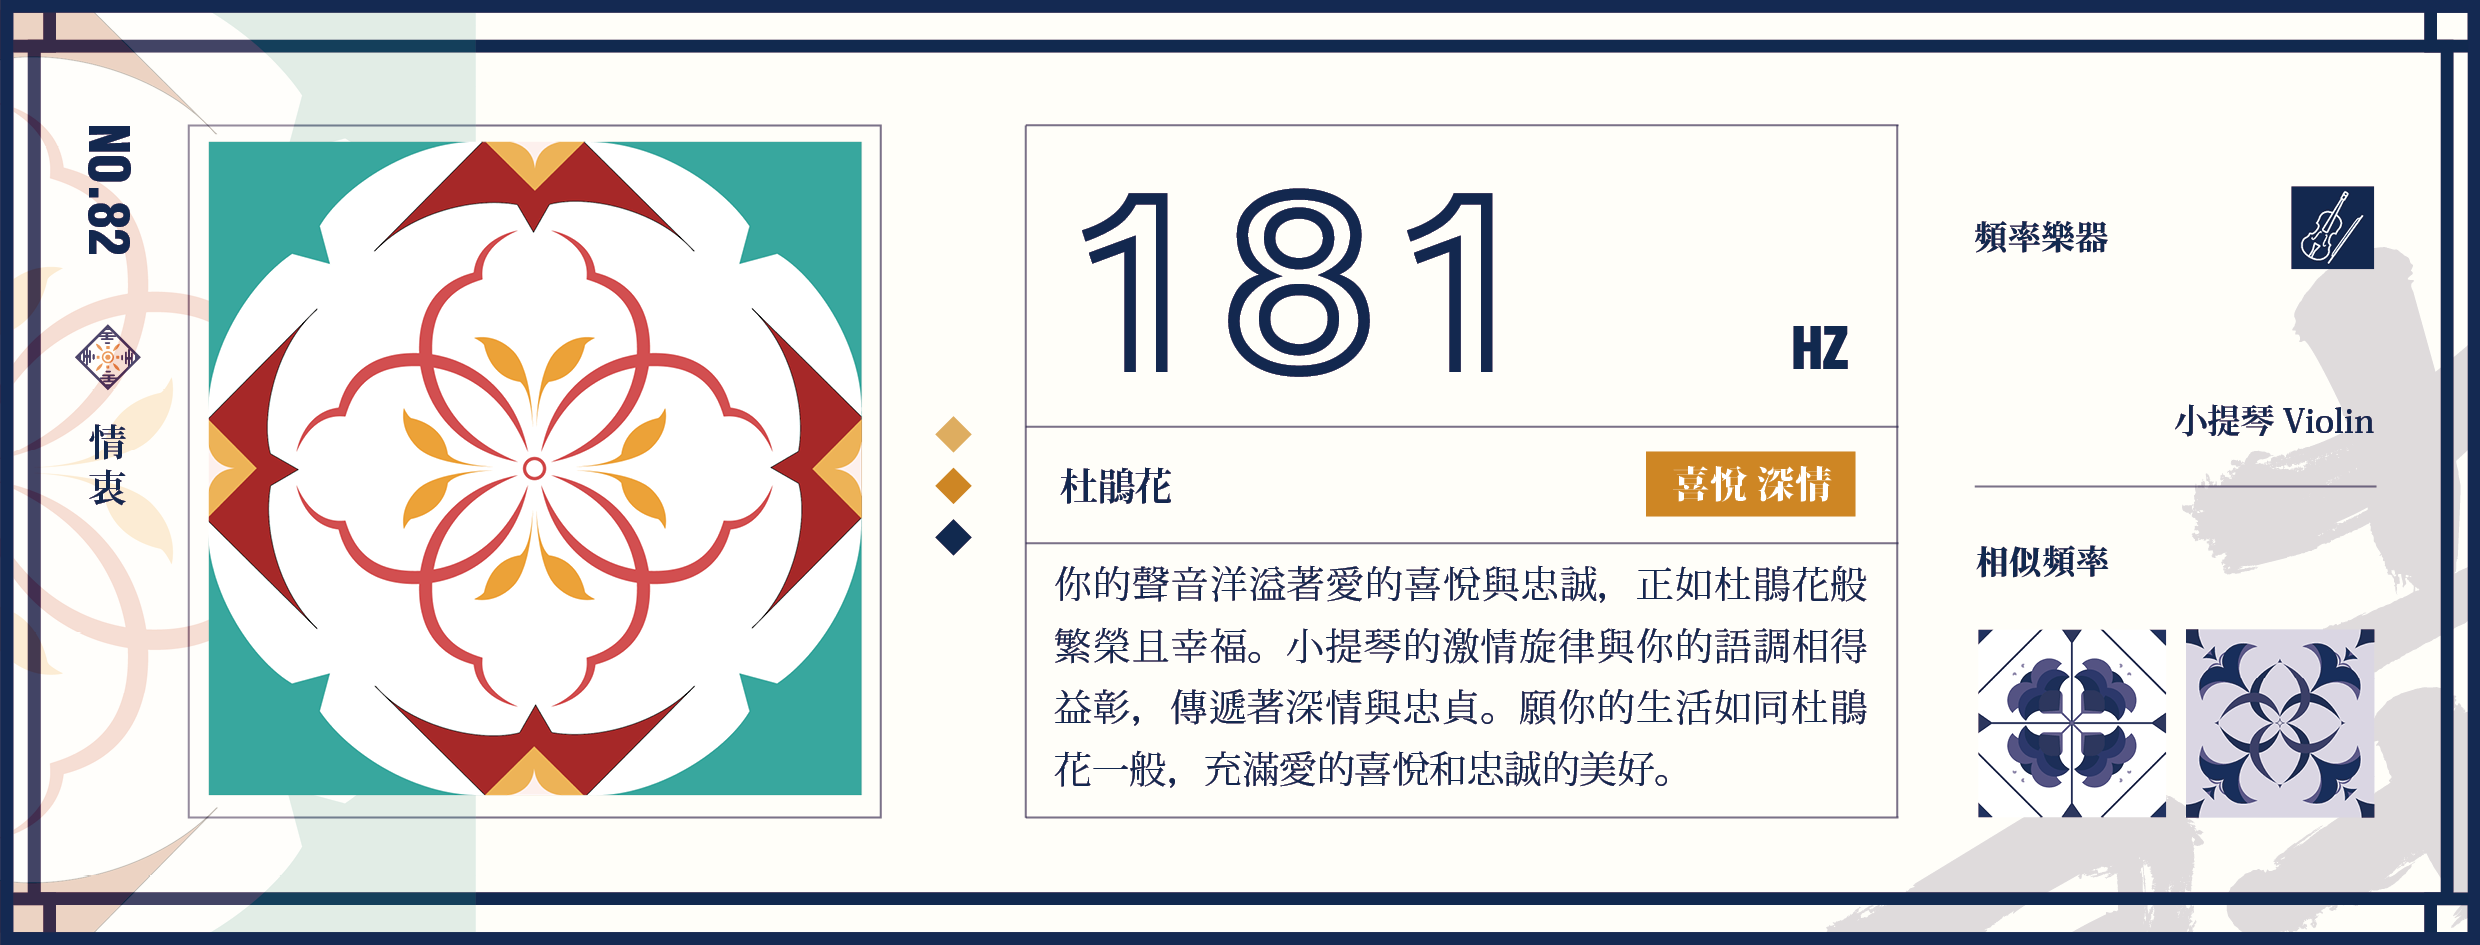 NO.82
情衷
181
HZ
杜鵑花
喜悅 深情
你的聲音洋溢著愛的喜悅與忠誠，正如杜鵑花般
繁榮且幸福。小提琴的激情旋律與你的語調相得
益彰，傳遞著深情與忠貞。願你的生活如同杜鵑
花一般，充滿愛的喜悅和忠誠的美好。
頻率樂器
小提琴 Violin
相似頻率